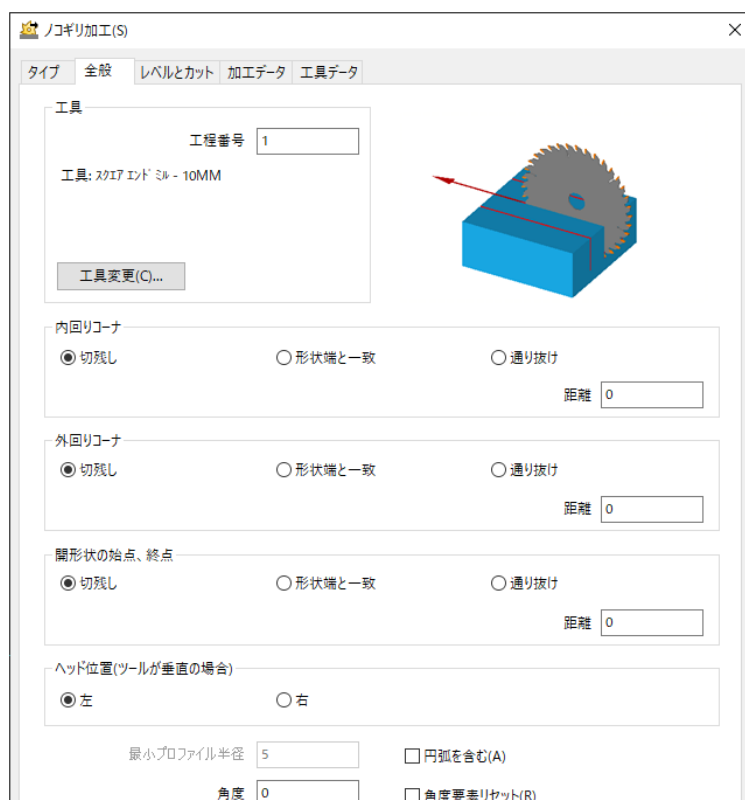 ノコギリ加工(S)
タイプ 全般 レベルとカット 加工データ 工具データ
工具
工程番号 1
工具: スクエア エンド ミル - 10MM
工具変更(C)...
内回りコーナ
切残し 形状端と一致 通り抜け
距離 0
外回りコーナ
切残し 形状端と一致 通り抜け
距離 0
開形状の始点、終点
切残し 形状端と一致 通り抜け
距離 0
ヘッド位置(ツールが垂直の場合)
左 右
最小プロファイル半径 5 円弧を含む(A)
角度 0 角度要素リセット(R)